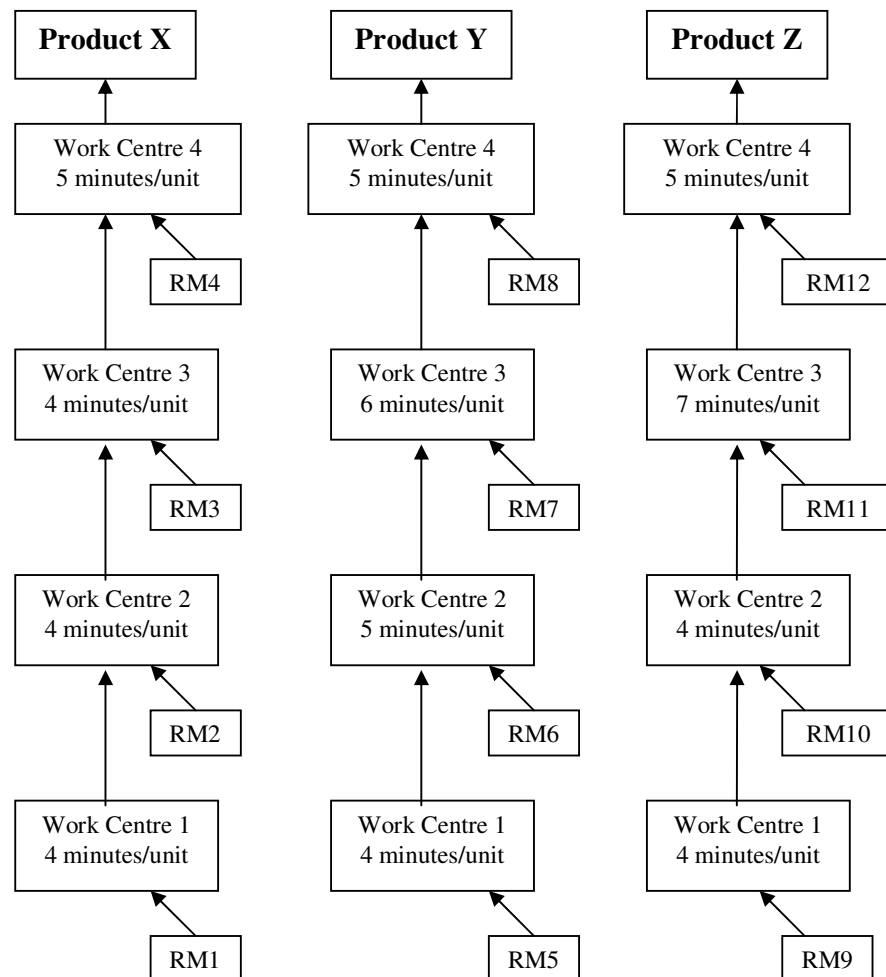 Product X
Product Y
Product Z
Work Centre 4
5 minutes/unit
Work Centre 4
5 minutes/unit
Work Centre 4
5 minutes/unit
RM4
RM8
RM12
Work Centre 3
4 minutes/unit
Work Centre 3
6 minutes/unit
Work Centre 3
7 minutes/unit
RM3
RM7
RM11
Work Centre 2
4 minutes/unit
Work Centre 2
5 minutes/unit
Work Centre 2
4 minutes/unit
RM2
RM6
RM10
Work Centre 1
4 minutes/unit
Work Centre 1
4 minutes/unit
Work Centre 1
4 minutes/unit
RM1
RM5
RM9